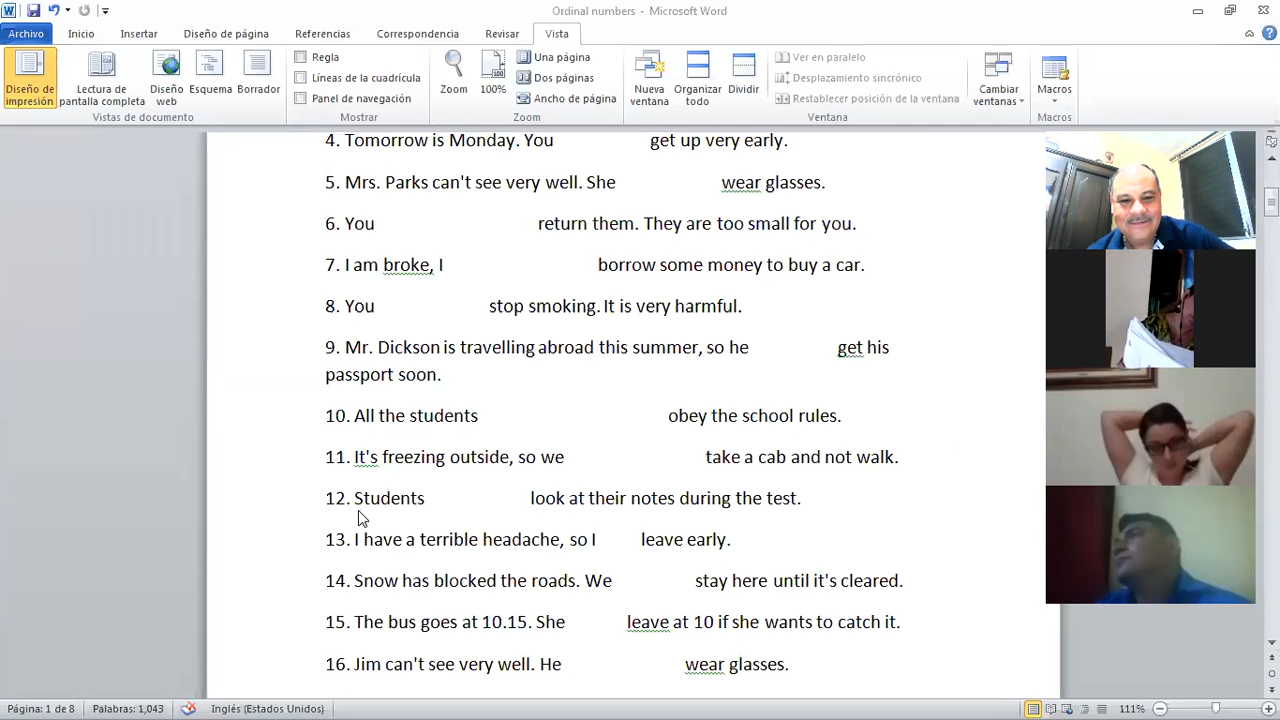 Ordinal numbers - Microsoft Word
Archivo Inicio Insertar Diseño de página Referencias Correspondencia Revisar Vista
Diseño de impresión
Lectura de pantalla completa
Diseño web
Esquema
Borrador
Vistas de documento
Regla
Líneas de la cuadrícula
Panel de navegación
Mostrar
Zoom
100%
Una página
Dos páginas
Ancho de página
Zoom
Nueva ventana
Organizar todo
Dividir
Ver en paralelo
Desplazamiento sincrónico
Restablecer posición de la ventana
Ventana
Cambiar ventanas
Macros
Macros
4. Tomorrow is Monday. You get up very early.
5. Mrs. Parks can't see very well. She wear glasses.
6. You return them. They are too small for you.
7. I am broke, I borrow some money to buy a car.
8. You stop smoking. It is very harmful.
9. Mr. Dickson is travelling abroad this summer, so he get his
passport soon.
10. All the students obey the school rules.
11. It's freezing outside, so we take a cab and not walk.
12. Students look at their notes during the test.
13. I have a terrible headache, so I leave early.
14. Snow has blocked the roads. We stay here until it's cleared.
15. The bus goes at 10.15. She leave at 10 if she wants to catch it.
16. Jim can't see very well. He wear glasses.
Página: 1 de 8 Palabras: 1,043 Inglés (Estados Unidos) 111%